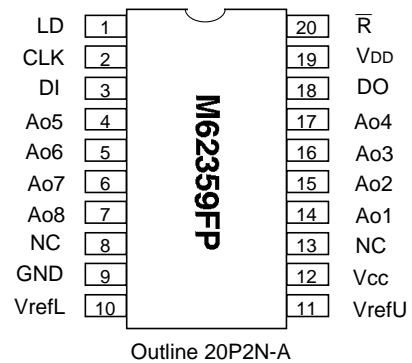 LD 1 20 R̅
CLK 2 19 VDD
DI 3 18 DO
Ao5 4 17 Ao4
Ao6 5 16 Ao3
Ao7 6 15 Ao2
Ao8 7 14 Ao1
NC 8 13 NC
GND 9 12 Vcc
VrefL 10 11 VrefU
M62359FP
Outline 20P2N-A